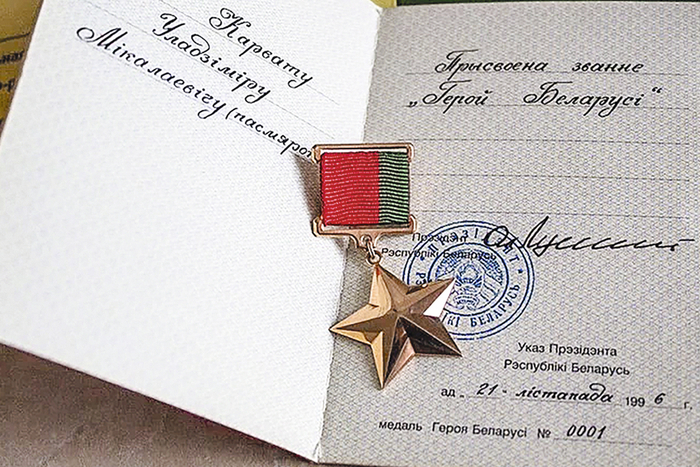 Карвату
Уладзіміру
Мікалаевічу (пасмярот
Прысвоена званне
„Герой Беларусі“
Прэзідэнт
Рэспублікі Беларусь
Указ Прэзідэнта
Рэспублікі Беларусь
ад „21“ лістапада 1996 г.
медаль Героя Беларусі № 0001